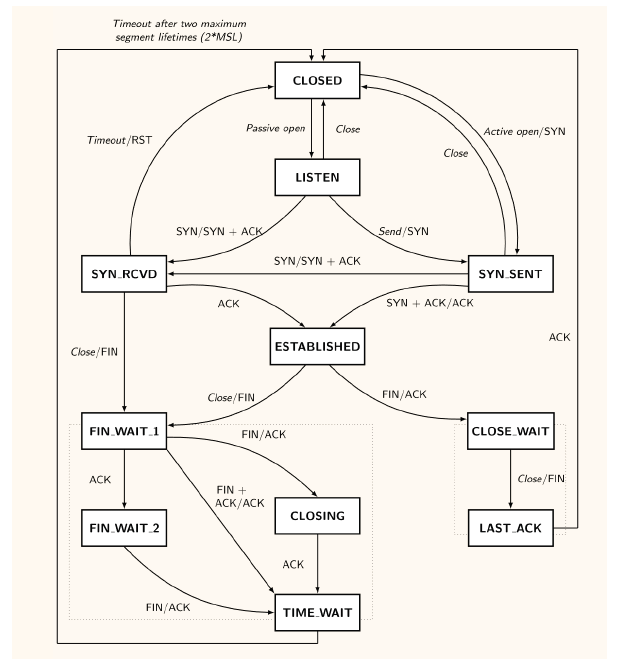 Timeout after two maximum
segment lifetimes (2*MSL)
CLOSED
Passive open
Close
Timeout/RST
Active open/SYN
Close
LISTEN
SYN/SYN + ACK
Send/SYN
SYN_RCVD
SYN/SYN + ACK
SYN_SENT
ACK
SYN + ACK/ACK
ESTABLISHED
ACK
Close/FIN
Close/FIN
FIN/ACK
FIN_WAIT_1
FIN/ACK
CLOSE_WAIT
ACK
FIN +
ACK/ACK
Close/FIN
FIN_WAIT_2
CLOSING
LAST_ACK
ACK
FIN/ACK
TIME_WAIT